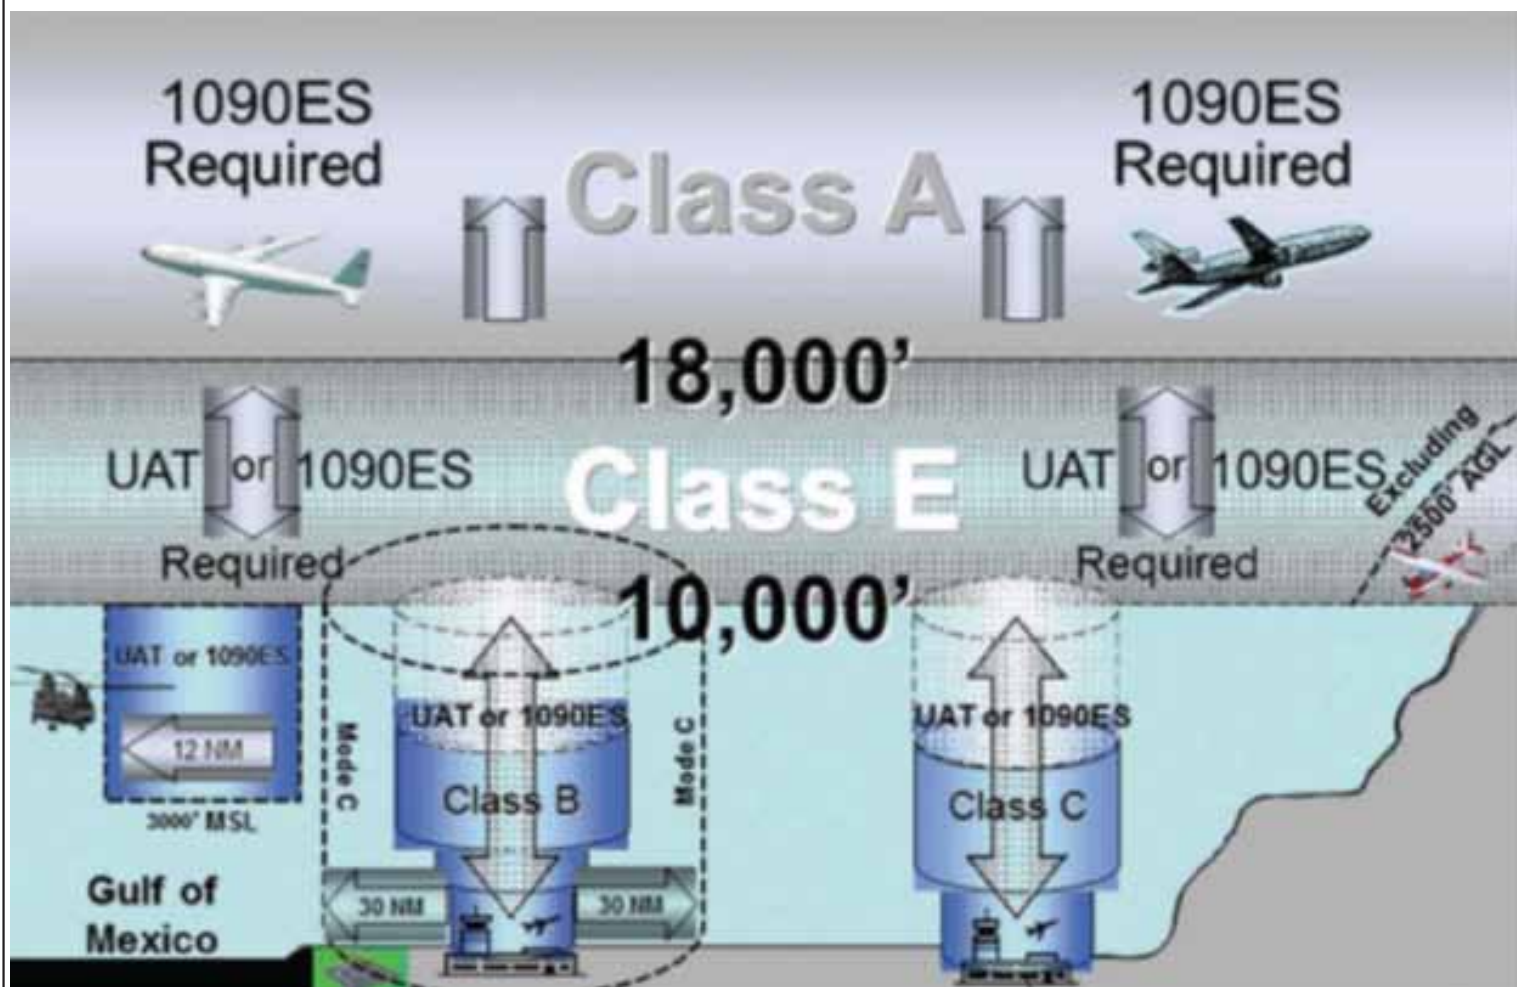 1090ES
Required
1090ES
Required
Class A
18,000'
UAT or 1090ES
Required
Class E
UAT or 1090ES
Required
Excluding
2500' AGL
10,000'
UAT or 1090ES
12 NM
3000' MSL
Gulf of
Mexico
Mode C
UAT or 1090ES
Class B
Mode C
30 NM
30 NM
UAT or 1090ES
Class C